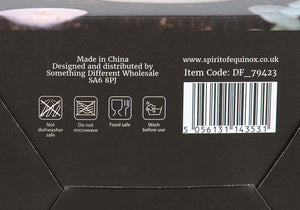 Made in China
Designed and distributed by
Something Different Wholesale
SA6 8PJ
www.spiritofequinox.co.uk
Item Code: DF_79423
5 056131 143531
Not dishwasher safe
Do not microwave
Food safe
Wash before use